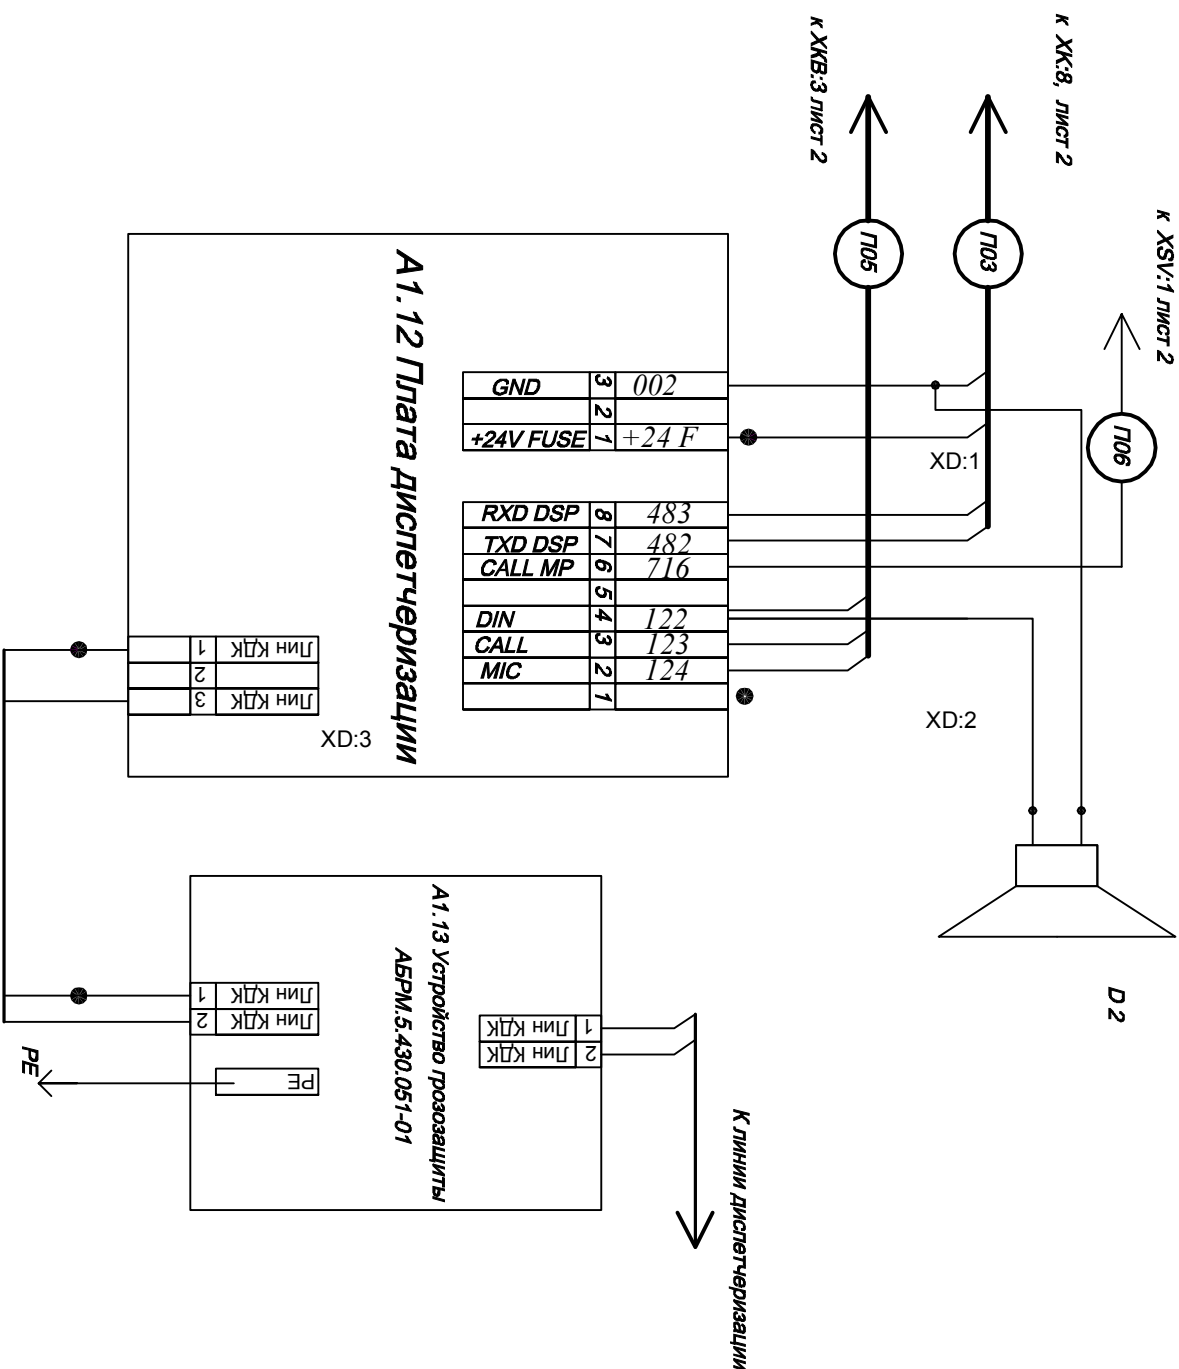 к ХКВ:3 лист 2
к ХК:8, лист 2
к XSV:1 лист 2
П05
П03
П06
А1.12 Плата диспетчеризации
GND 3 002
2
+24V FUSE 1 +24 F
XD:1
RXD DSP 8 483
TXD DSP 7 482
CALL MP 6 716
5
DIN 4 122
CALL 3 123
MIC 2 124
1
XD:2
1 Лин КДК
2
3 Лин КДК
XD:3
D 2
А1.13 Устройство грозозащиты
АБРМ.5.430.051-01
1 Лин КДК
2 Лин КДК
PE
PE
Лин КДК 1
Лин КДК 2
К линии диспетчеризации